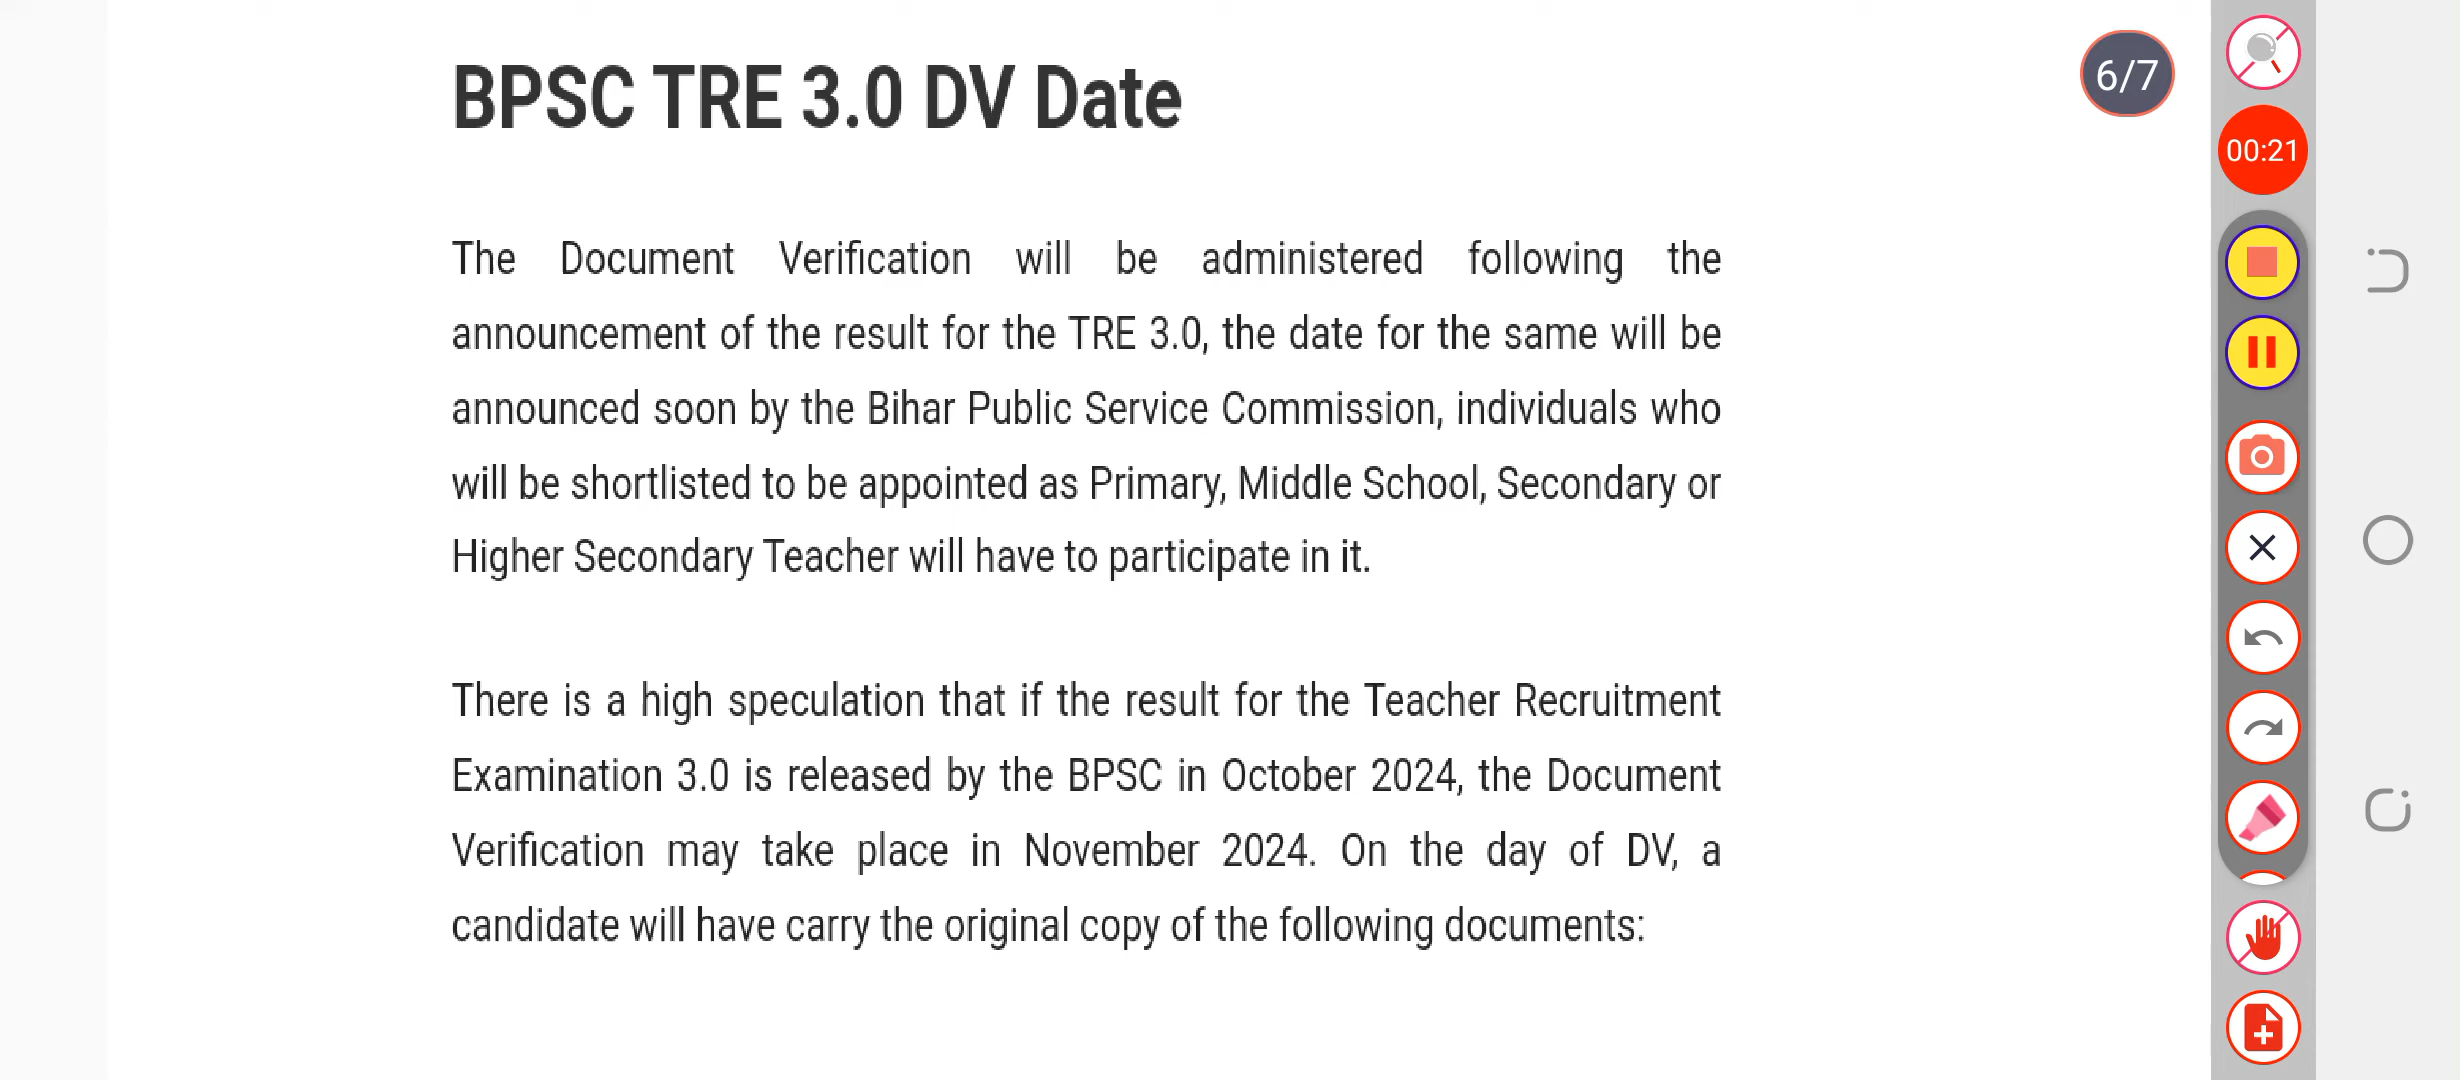 BPSC TRE 3.0 DV Date
6/7
00:21
The Document Verification will be administered following the
announcement of the result for the TRE 3.0, the date for the same will be
announced soon by the Bihar Public Service Commission, individuals who
will be shortlisted to be appointed as Primary, Middle School, Secondary or
Higher Secondary Teacher will have to participate in it.
There is a high speculation that if the result for the Teacher Recruitment
Examination 3.0 is released by the BPSC in October 2024, the Document
Verification may take place in November 2024. On the day of DV, a
candidate will have carry the original copy of the following documents: